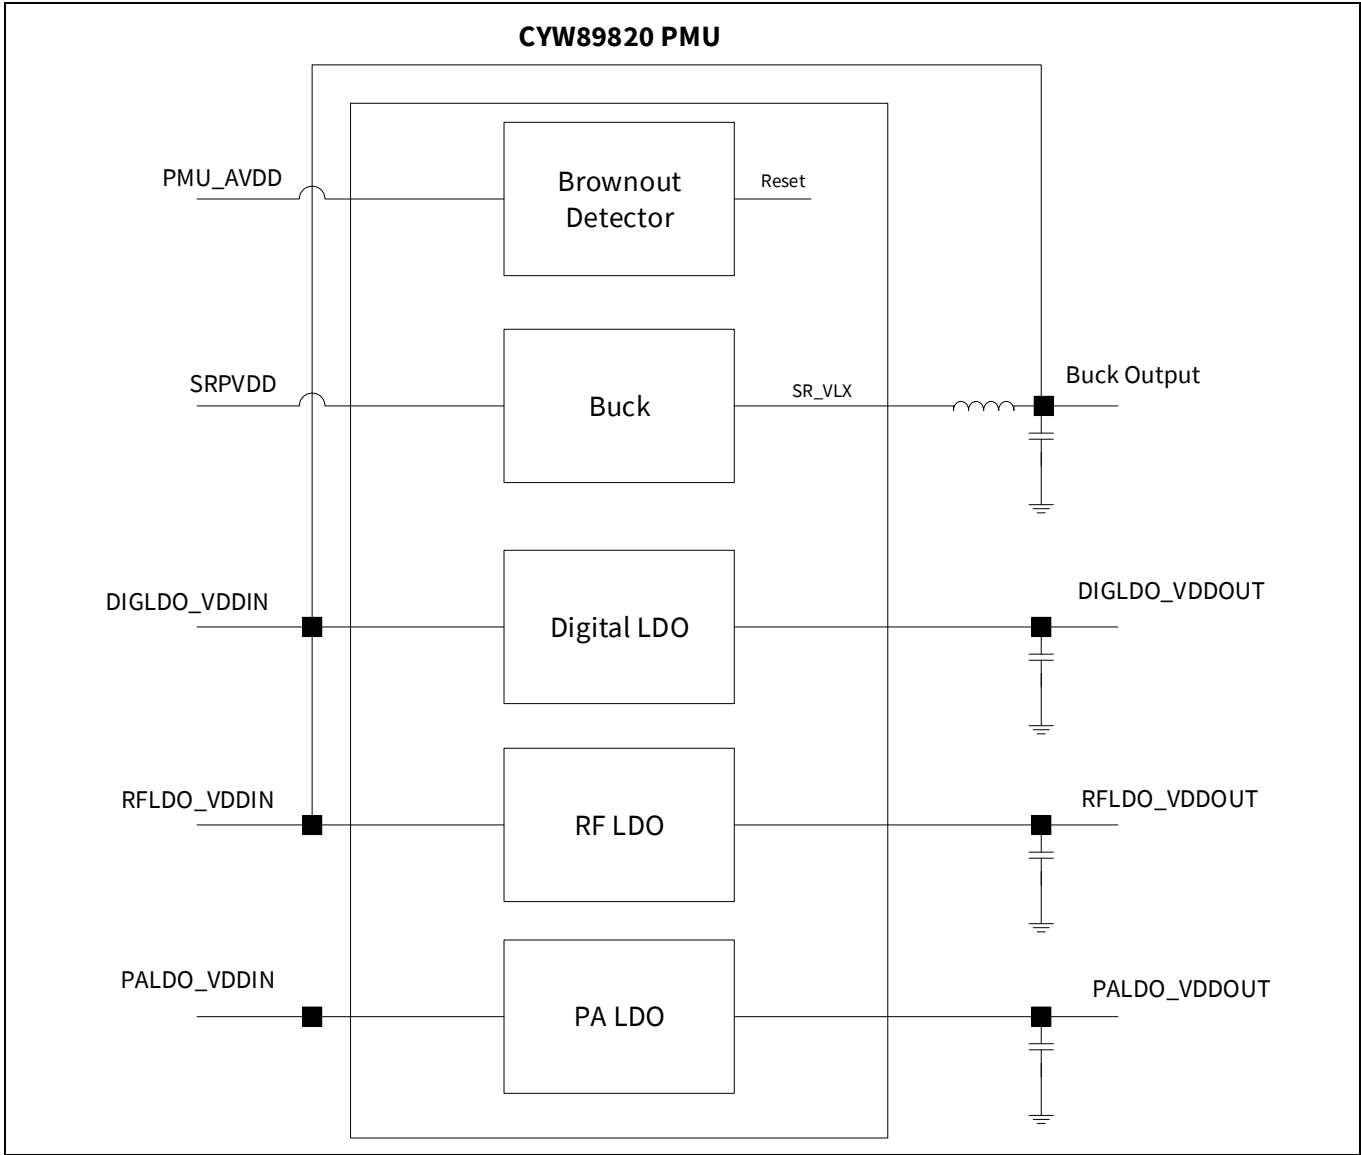 CYW89820 PMU
PMU_AVDD
Brownout
Detector
Reset
SRPVDD
Buck
SR_VLX
Buck Output
DIGLDO_VDDIN
Digital LDO
DIGLDO_VDDOUT
RFLDO_VDDIN
RF LDO
RFLDO_VDDOUT
PALDO_VDDIN
PA LDO
PALDO_VDDOUT